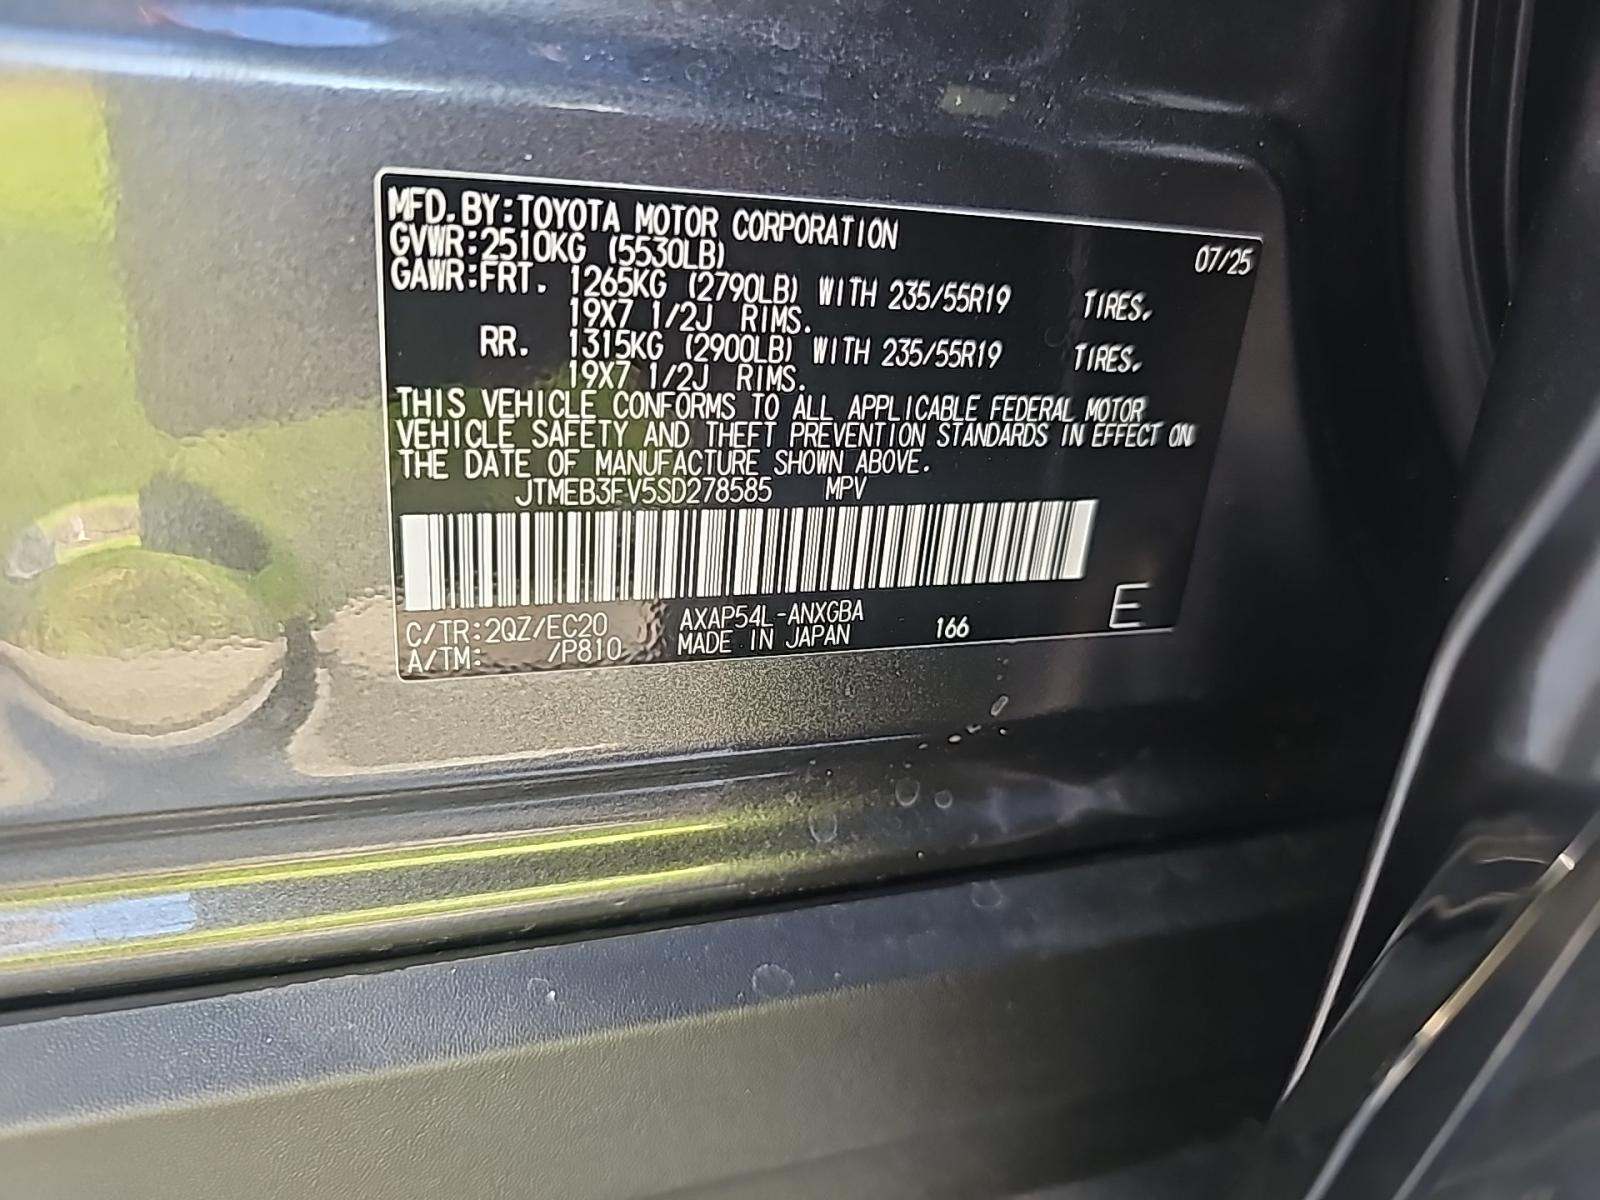 MFD. BY: TOYOTA MOTOR CORPORATION 07/25
GVWR: 2510KG (5530LB)
GAWR: FRT. 1265KG (2790LB) WITH 235/55R19 TIRES,
19X7 1/2J RIMS.
RR. 1315KG (2900LB) WITH 235/55R19 TIRES,
19X7 1/2J RIMS.
THIS VEHICLE CONFORMS TO ALL APPLICABLE FEDERAL MOTOR
VEHICLE SAFETY AND THEFT PREVENTION STANDARDS IN EFFECT ON
THE DATE OF MANUFACTURE SHOWN ABOVE.
JTMEB3FV5SD278585 MPV
C/TR: 2QZ/EC20 AXAP54L-ANXGBA 166 E
A/TM: /P810 MADE IN JAPAN